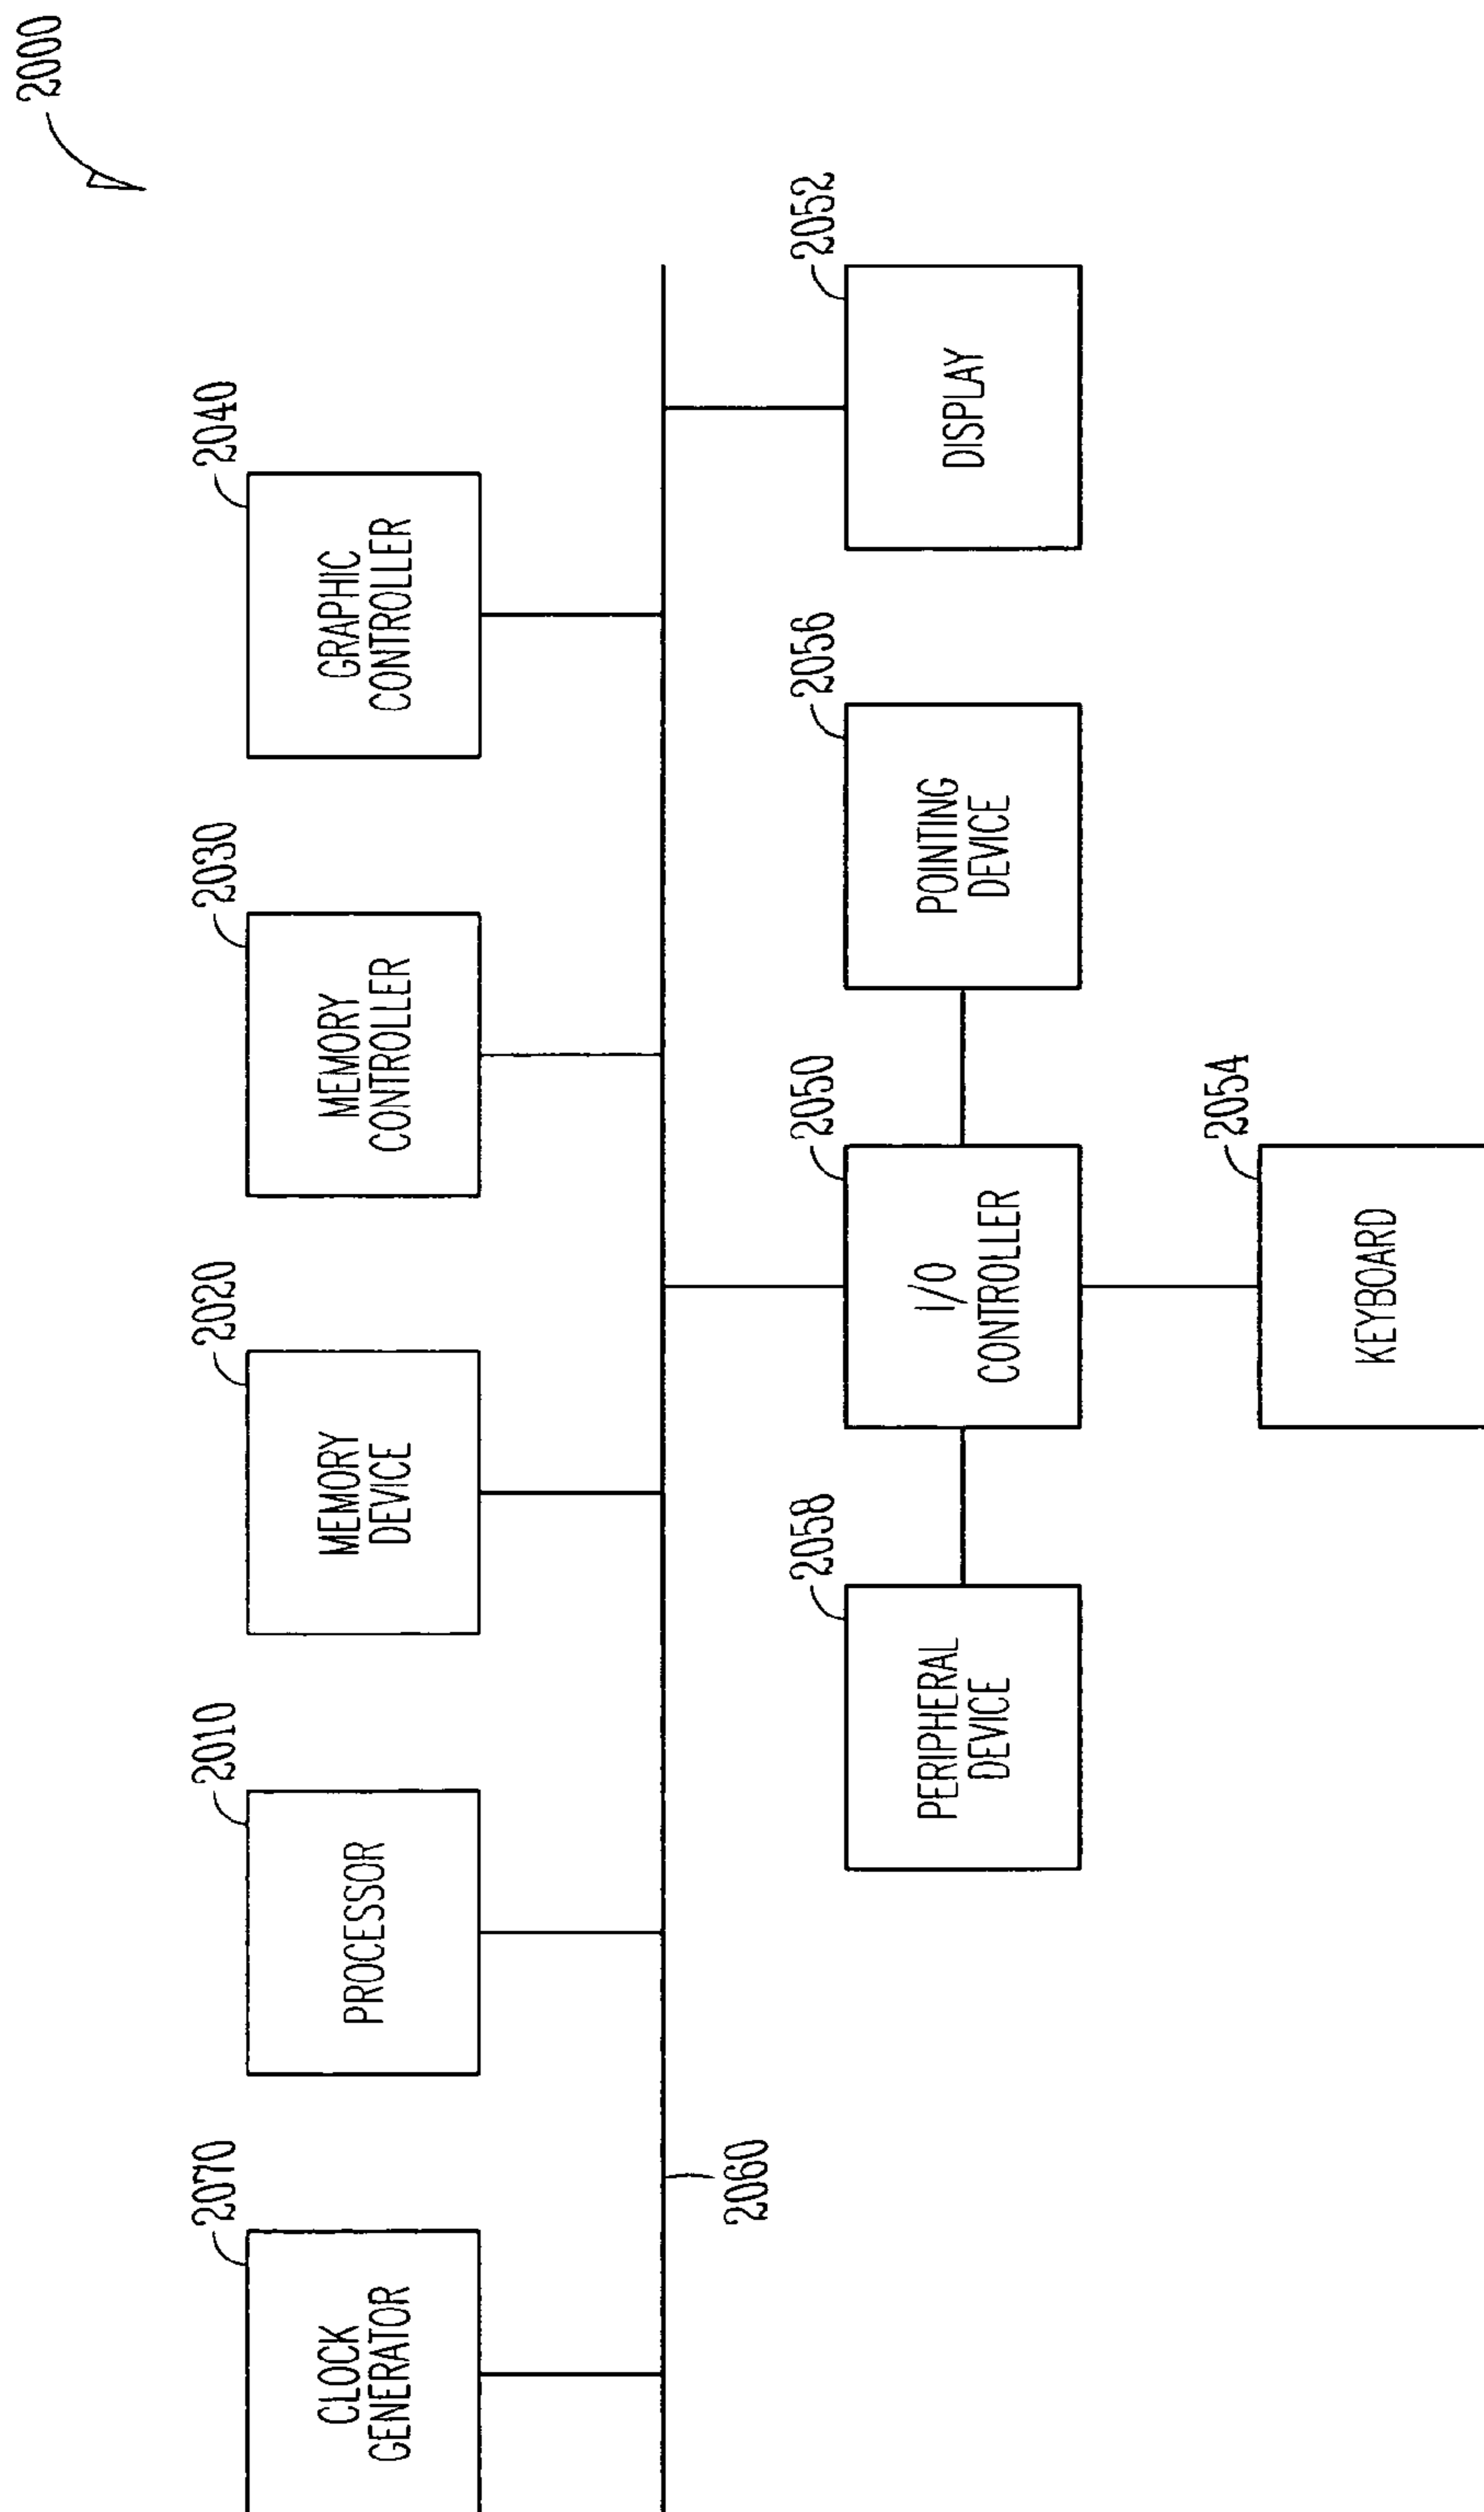 2000
2070
CLOCK
GENERATOR
2010
PROCESSOR
2020
MEMORY
DEVICE
2030
MEMORY
CONTROLLER
2040
GRAPHIC
CONTROLLER
2060
2058
PERIPHERAL
DEVICE
2050
I/O
CONTROLLER
2056
POINTING
DEVICE
2052
DISPLAY
2054
KEYBOARD